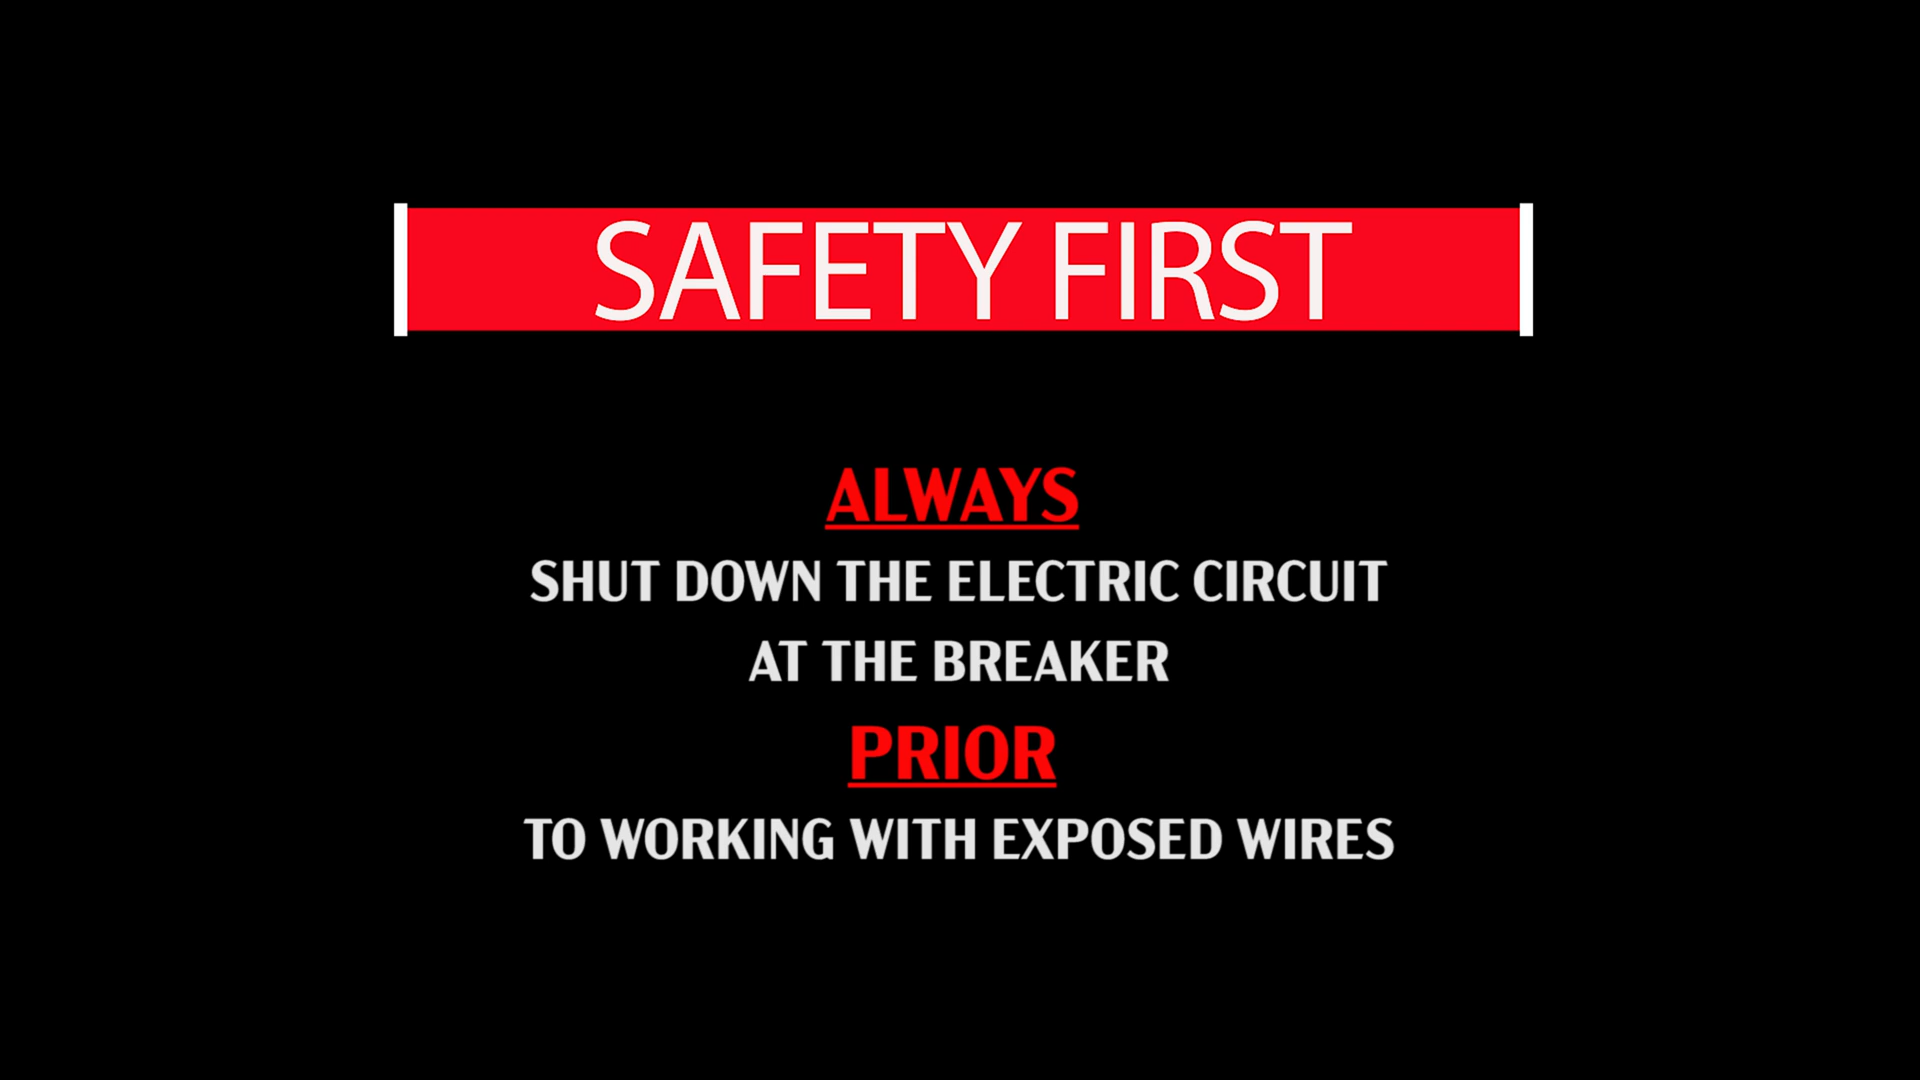 SAFETY FIRST
ALWAYS
SHUT DOWN THE ELECTRIC CIRCUIT
AT THE BREAKER
PRIOR
TO WORKING WITH EXPOSED WIRES